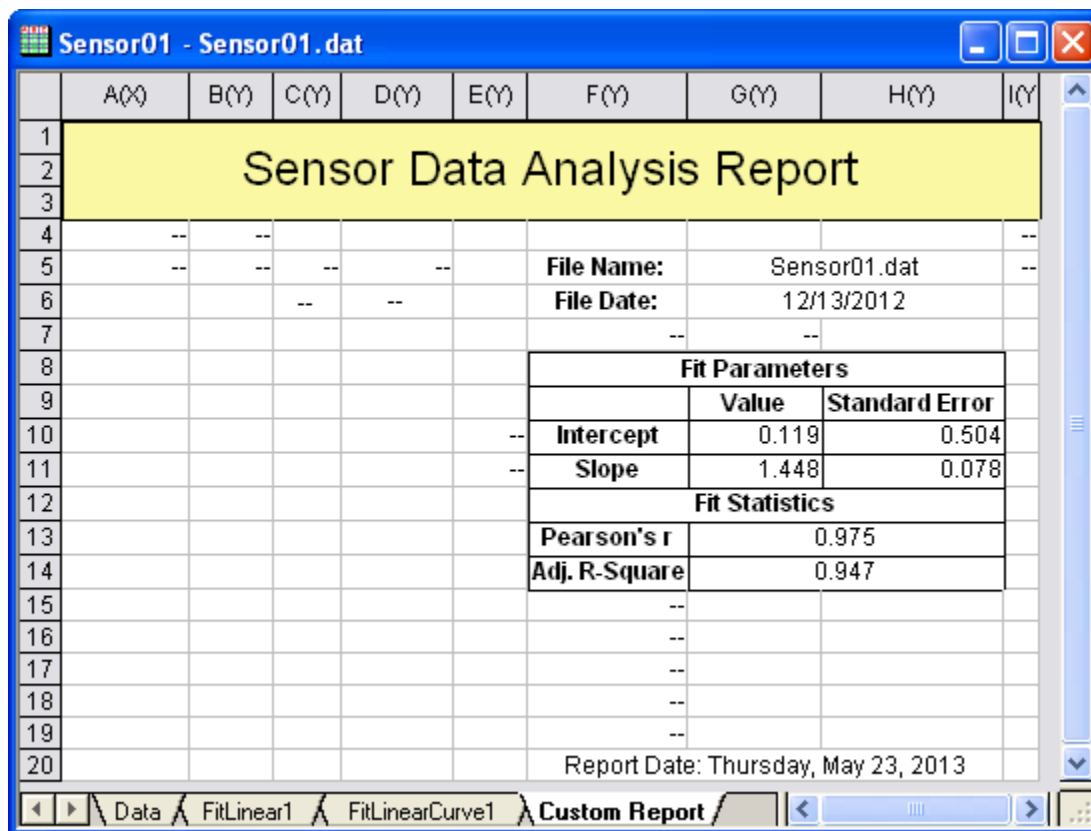 Sensor01 - Sensor01.dat
A(X) B(Y) C(Y) D(Y) E(Y) F(Y) G(Y) H(Y) I(Y
1
2 Sensor Data Analysis Report
3
4 -- -- --
5 -- -- -- -- File Name: Sensor01.dat --
6 -- -- File Date: 12/13/2012
7 -- --
8 Fit Parameters
9 Value Standard Error
10 -- Intercept 0.119 0.504
11 -- Slope 1.448 0.078
12 Fit Statistics
13 Pearson's r 0.975
14 Adj. R-Square 0.947
15 --
16 --
17 --
18 --
19 --
20 Report Date: Thursday, May 23, 2013
Data FitLinear1 FitLinearCurve1 Custom Report